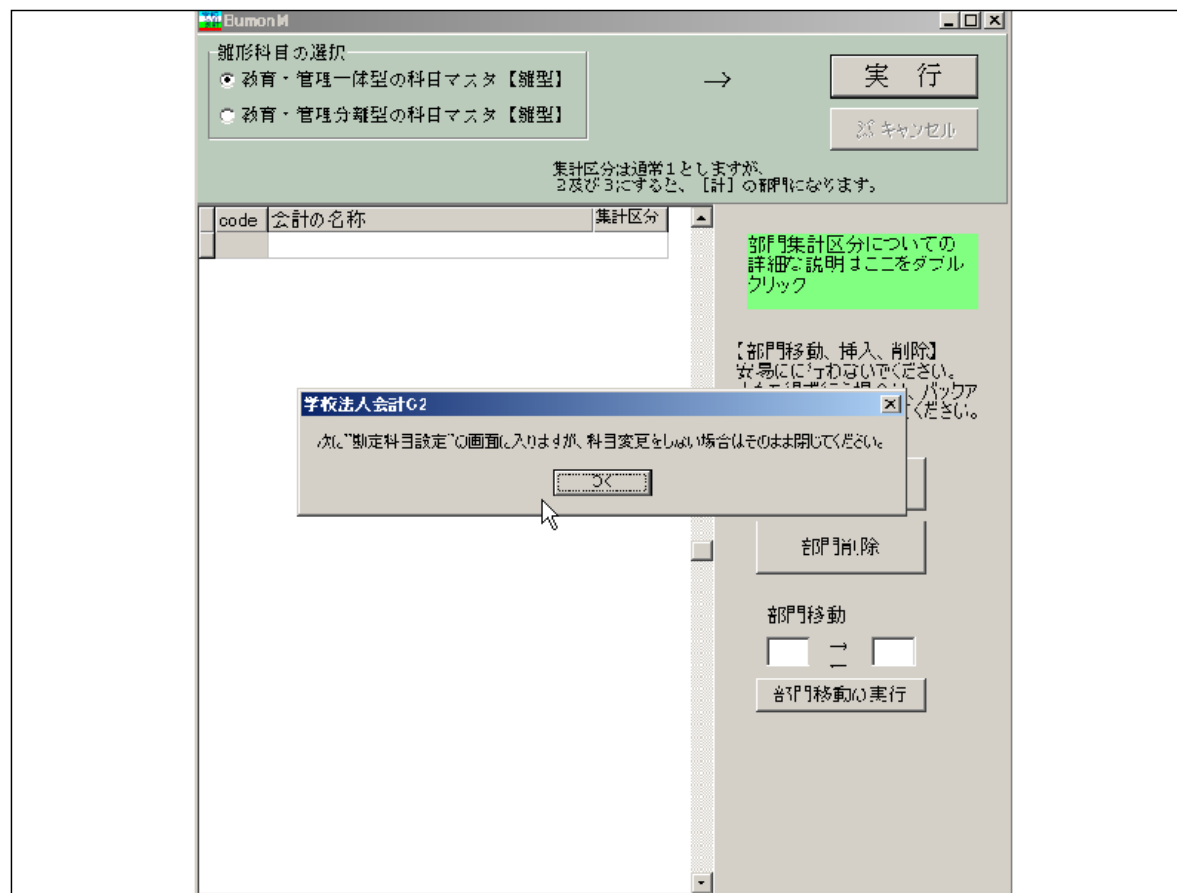 BumonM
雛形科目の選択
教育・管理一体型の科目マスタ【雛型】
教育・管理分離型の科目マスタ【雛型】
→
実 行
キャンセル
集計区分は通常1としますが、
2及び3にすると、［計］の部門になります。
code 会計の名称 集計区分
部門集計区分についての
詳細な説明はここをダブル
クリック
【部門移動、挿入、削除】
安易にに行わないでください。
、バックア
ください。
学校法人会計G2
次に"勘定科目設定"の画面に入りますが、科目変更をしない場合はそのまま閉じてください。
OK
部門削除
部門移動
→
部門移動の実行